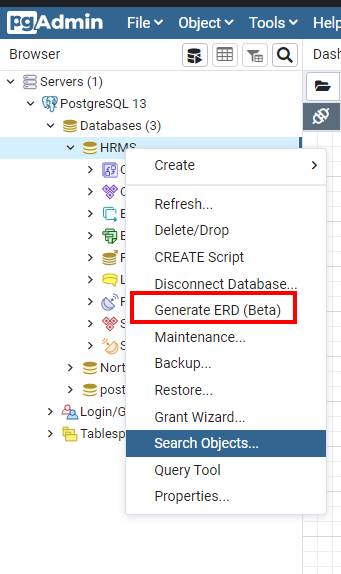 pgAdmin File Object Tools Help
Browser Dash
Servers (1)
PostgreSQL 13
Databases (3)
HRMS
Create
Refresh...
Delete/Drop
CREATE Script
Disconnect Database...
Generate ERD (Beta)
Maintenance...
Backup...
Restore...
Grant Wizard...
Search Objects...
Query Tool
Properties...
C
C
E
E
F
L
F
S
S
Nort
post
Login/G
Tablesp